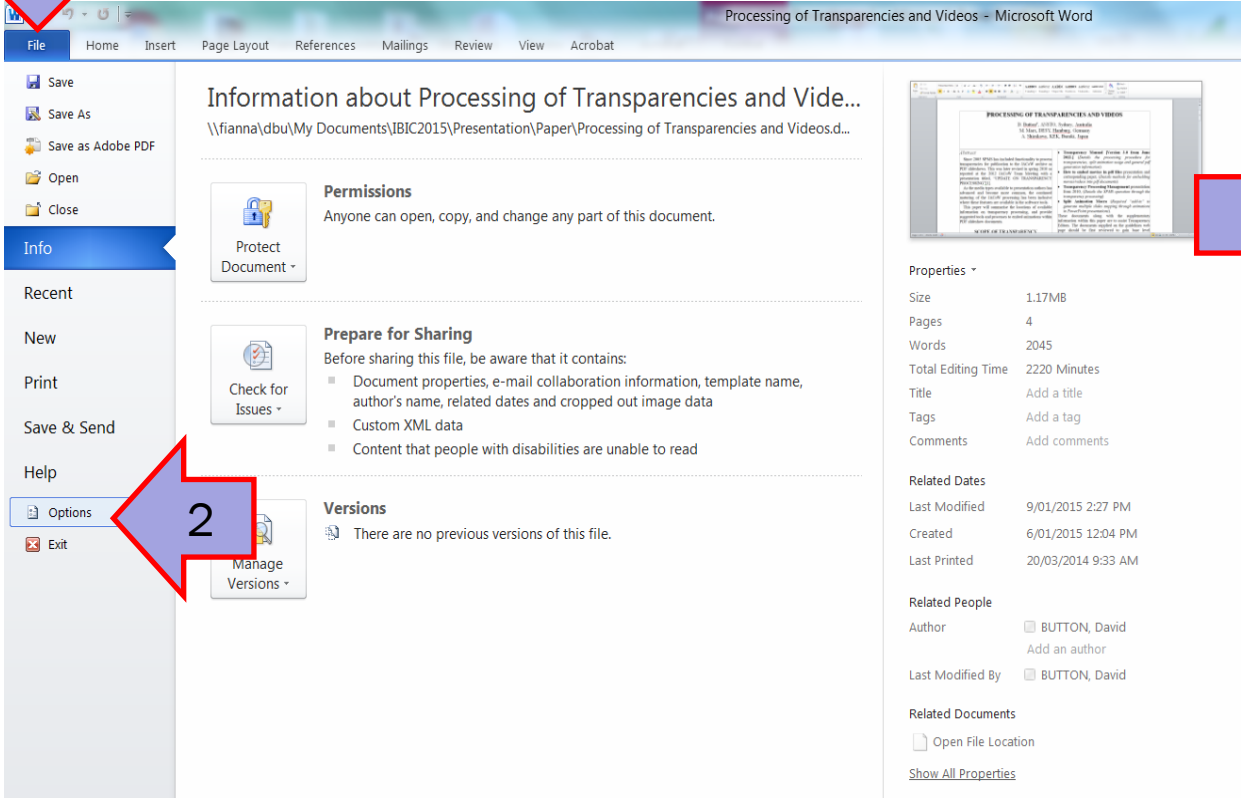 Processing of Transparencies and Videos - Microsoft Word
File Home Insert Page Layout References Mailings Review View Acrobat
Save
Save As
Save as Adobe PDF
Open
Close
Info
Recent
New
Print
Save & Send
Help
Options
Exit
2
Information about Processing of Transparencies and Vide...
\\fianna\dbu\My Documents\IBIC2015\Presentation\Paper\Processing of Transparencies and Videos.d...
Protect
Document
Permissions
Anyone can open, copy, and change any part of this document.
Check for
Issues
Prepare for Sharing
Before sharing this file, be aware that it contains:
Document properties, e-mail collaboration information, template name,
author's name, related dates and cropped out image data
Custom XML data
Content that people with disabilities are unable to read
Manage
Versions
Versions
There are no previous versions of this file.
PROCESSING OF TRANSPARENCIES AND VIDEOS
Properties
Size 1.17MB
Pages 4
Words 2045
Total Editing Time 2220 Minutes
Title Add a title
Tags Add a tag
Comments Add comments
Related Dates
Last Modified 9/01/2015 2:27 PM
Created 6/01/2015 12:04 PM
Last Printed 20/03/2014 9:33 AM
Related People
Author BUTTON, David
Add an author
Last Modified By BUTTON, David
Related Documents
Open File Location
Show All Properties